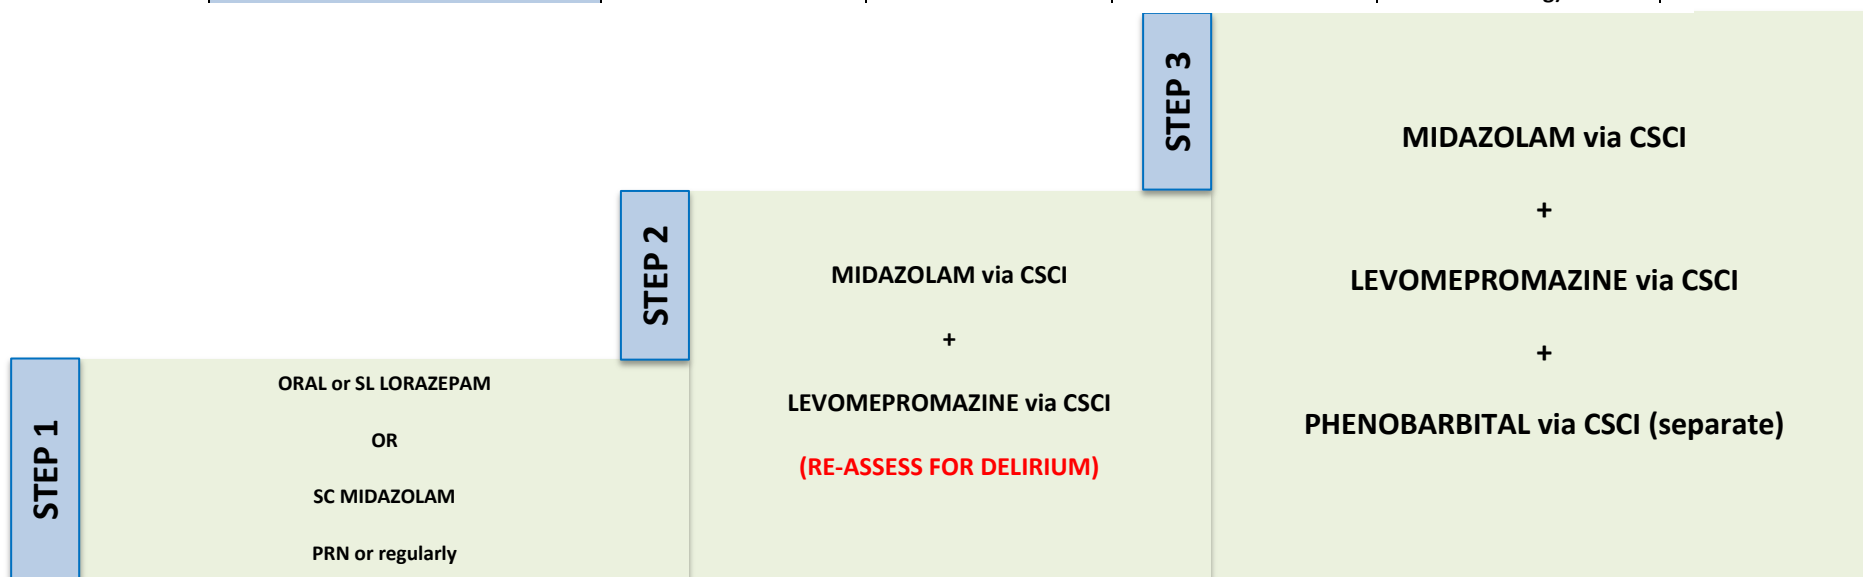 STEP 1
ORAL or SL LORAZEPAM
OR
SC MIDAZOLAM
PRN or regularly
STEP 2
MIDAZOLAM via CSCI
+
LEVOMEPROMAZINE via CSCI
(RE-ASSESS FOR DELIRIUM)
STEP 3
MIDAZOLAM via CSCI
+
LEVOMEPROMAZINE via CSCI
+
PHENOBARBITAL via CSCI (separate)